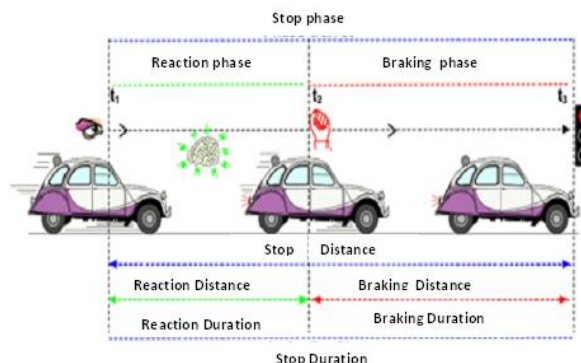 Stop phase
Reaction phase
Braking phase
t₁
t₂
t₃
Stop Distance
Reaction Distance
Braking Distance
Reaction Duration
Braking Duration
Stop Duration